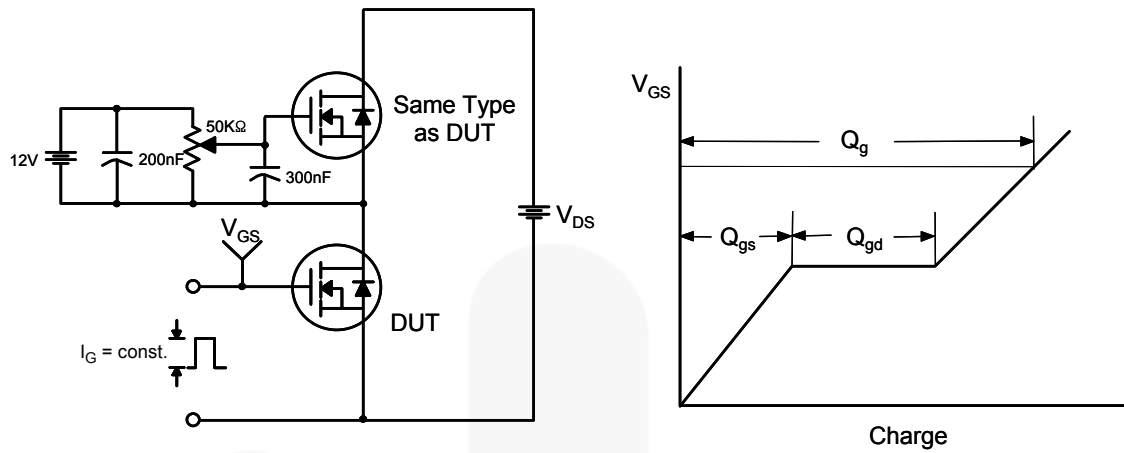 Same Type
as DUT
50KΩ
12V
200nF
300nF
V_GS
V_DS
DUT
I_G = const.
V_GS
Q_g
Q_gs
Q_gd
Charge